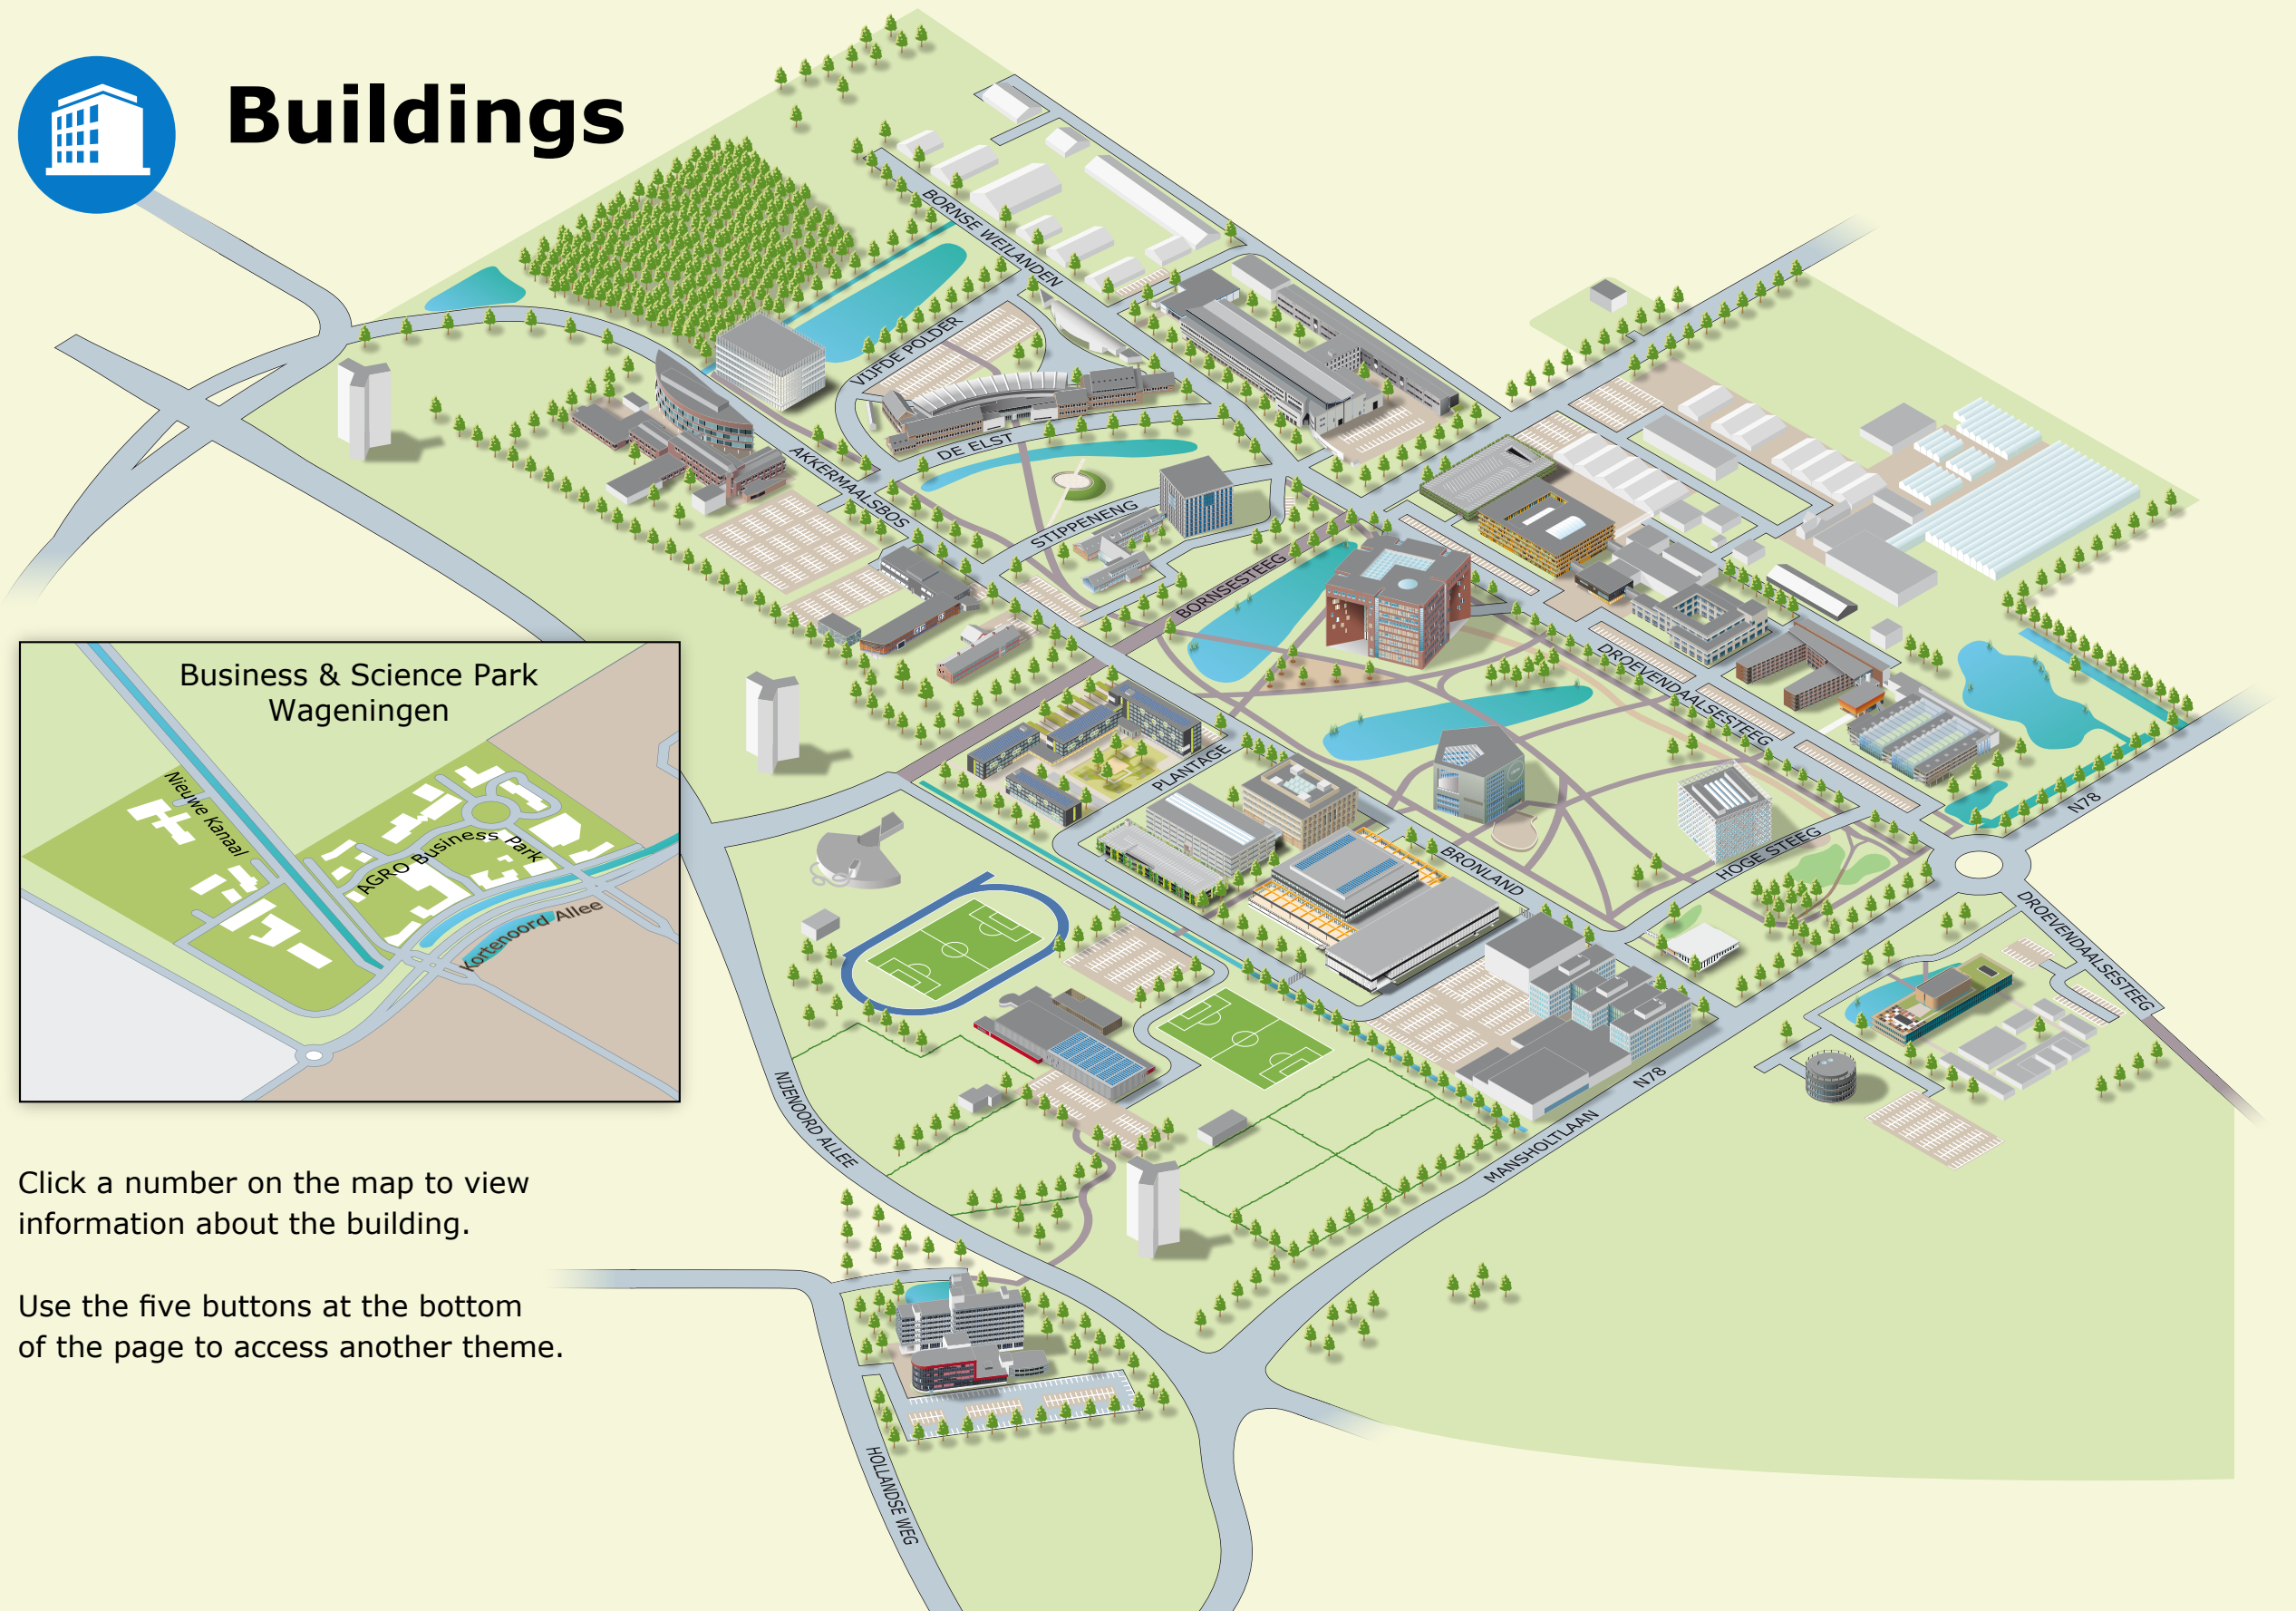 Buildings
BORNSE WEILANDEN
VIJFDE POLDER
DE ELST
AKKERMAALSBOS
STIPPENENG
BORNSESTEEG
DROEVENDAALSESTEEG
PLANTAGE
BRONLAND
HOGE STEEG
N78
DROEVENDAALSESTEEG
N78
MANSHOLTLAAN
NIJENOORD ALLEE
HOLLANDSE WEG
Business & Science Park
Wageningen
Nieuwe Kanaal
AGRO Business Park
Kortenoord Allee
Click a number on the map to view
information about the building.
Use the five buttons at the bottom
of the page to access another theme.